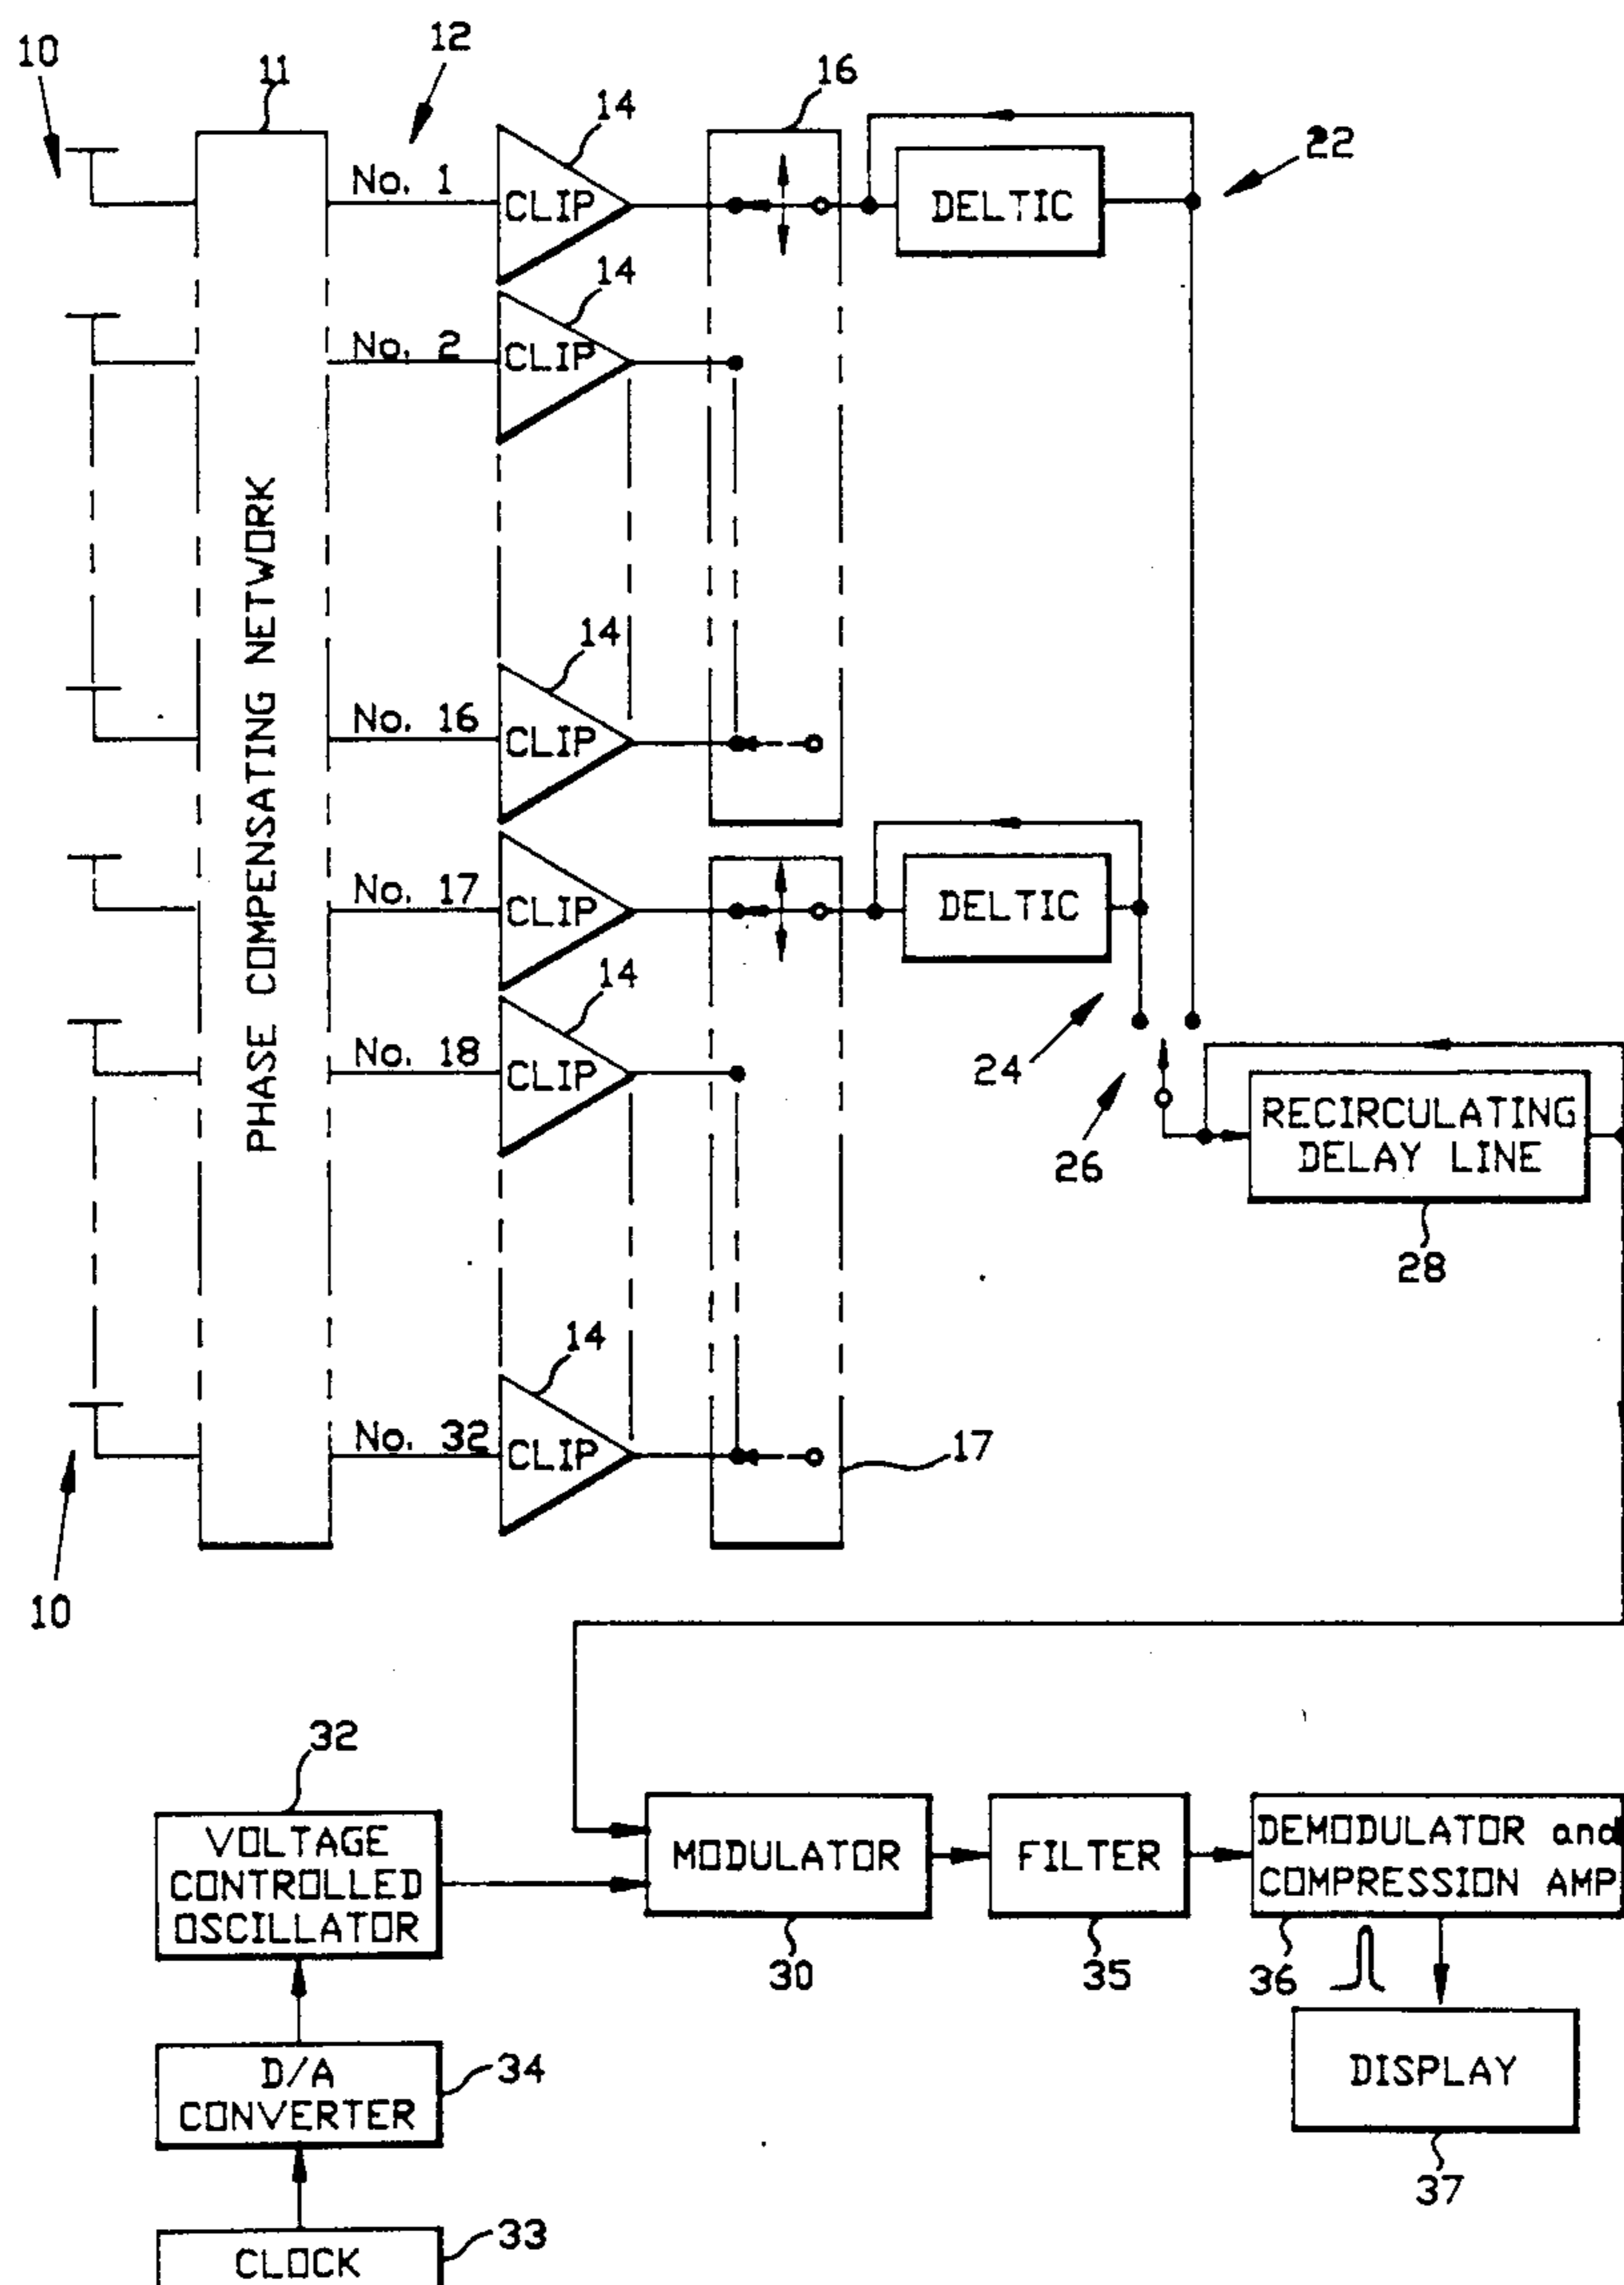 10
11
12
14
16
No. 1
CLIP
DELTIC
22
14
No. 2
CLIP
PHASE COMPENSATING NETWORK
14
No. 16
CLIP
No. 17
CLIP
DELTIC
14
No. 18
CLIP
24
26
RECIRCULATING
DELAY LINE
28
14
No. 32
CLIP
17
10
32
VOLTAGE
CONTROLLED
OSCILLATOR
MODULATOR
30
FILTER
35
DEMODULATOR and
COMPRESSION AMP
36
D/A
CONVERTER
34
DISPLAY
37
CLOCK
33